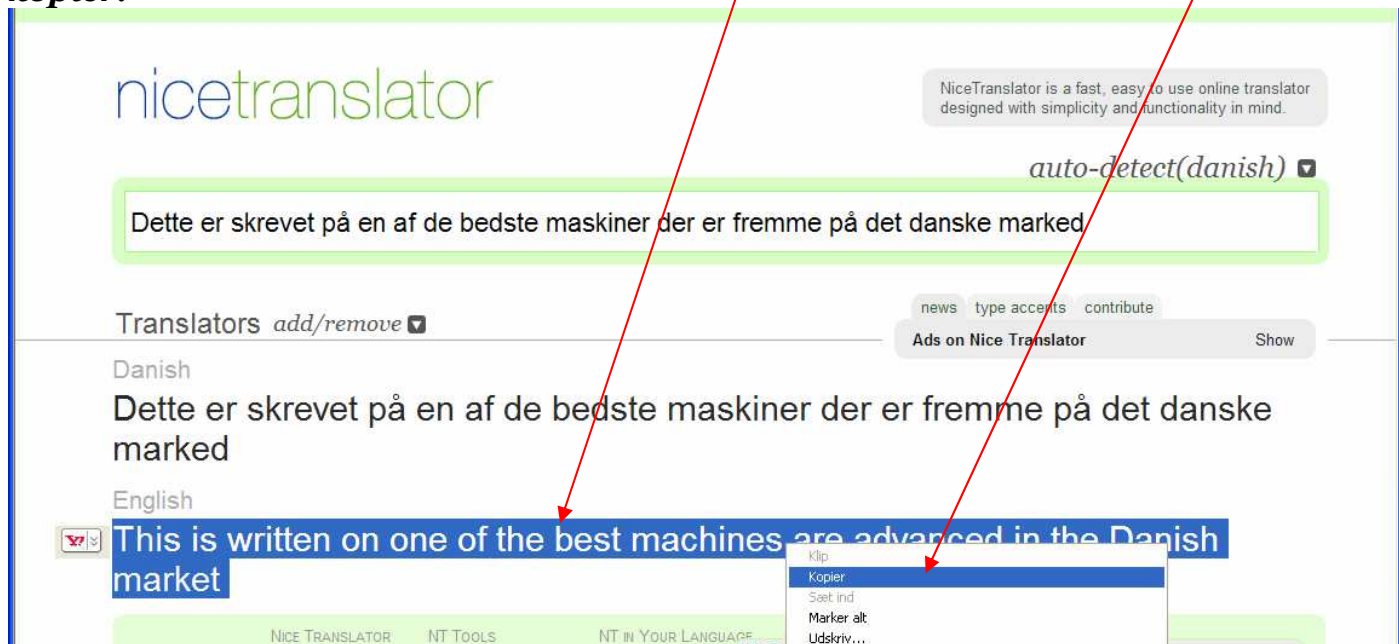 nicetranslator
NiceTranslator is a fast, easy to use online translator
designed with simplicity and functionality in mind.
auto-detect(danish)
Dette er skrevet på en af de bedste maskiner der er fremme på det danske marked
Translators add/remove
news type accents contribute
Ads on Nice Translator Show
Danish
Dette er skrevet på en af de bedste maskiner der er fremme på det danske
marked
English
This is written on one of the best machines are advanced in the Danish
market
Klip
Kopier
Sæt ind
Marker alt
Udskriv...
NICE TRANSLATOR NT TOOLS NT IN YOUR LANGUAGE